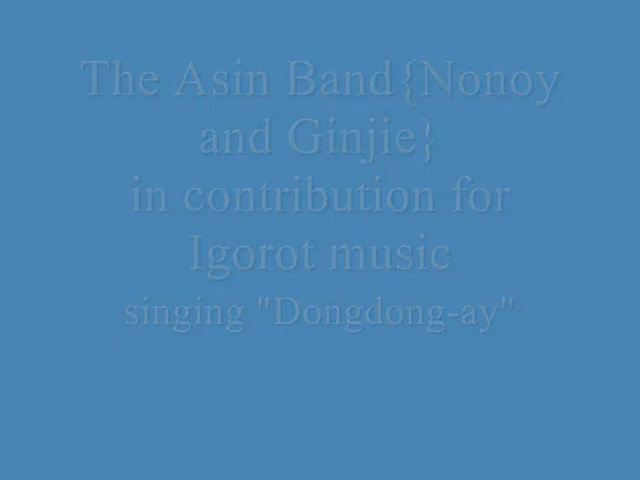 The Asin Band{Nonoy
and Ginjie}
in contribution for
Igorot music
singing "Dongdong-ay"